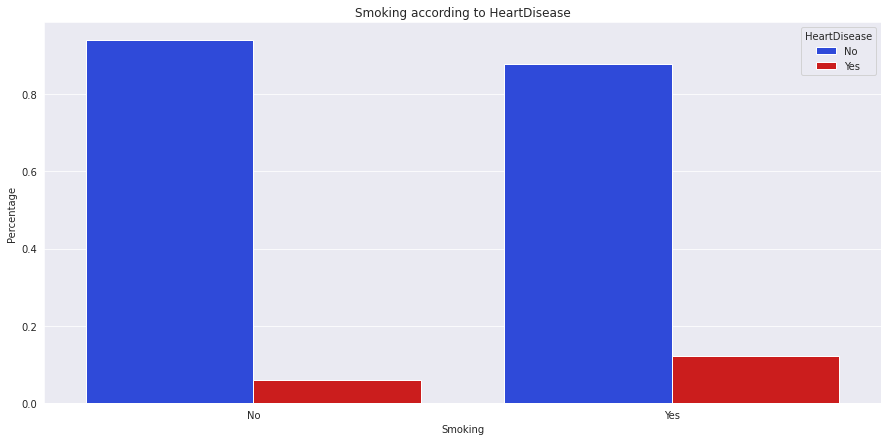 Smoking according to HeartDisease
HeartDisease
No
Yes
Percentage
0.8
0.6
0.4
0.2
0.0
No
Yes
Smoking